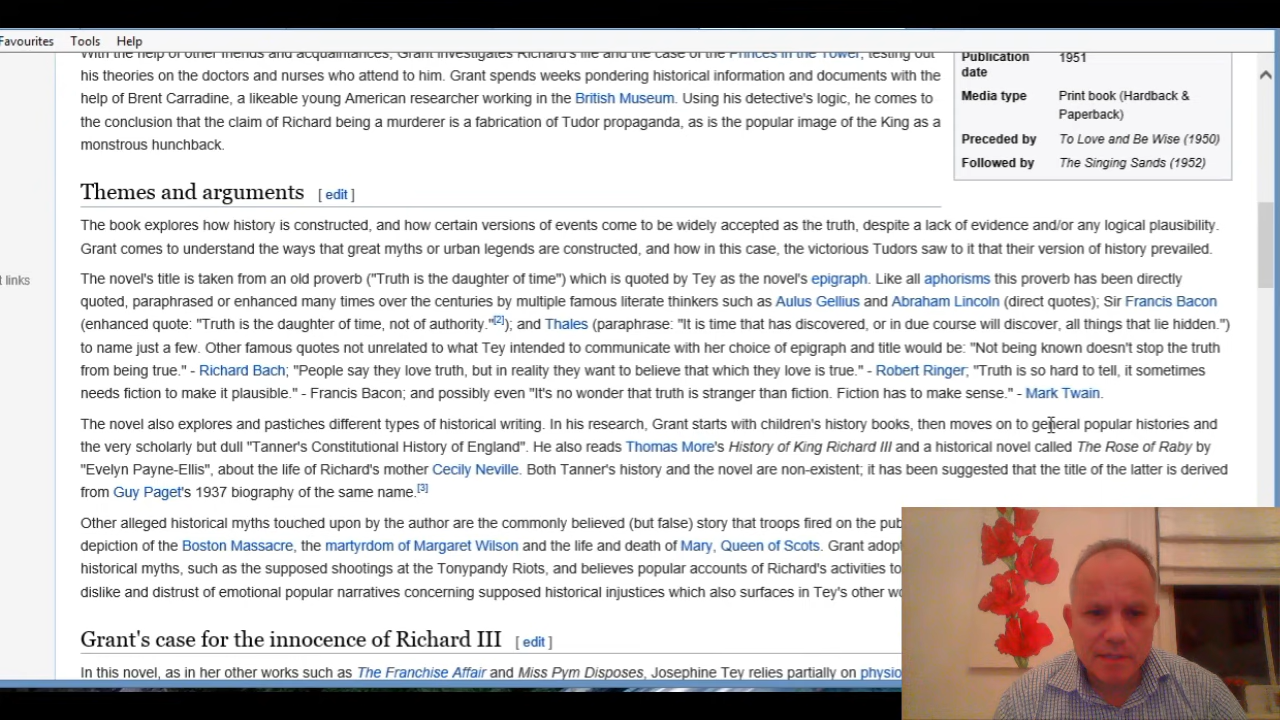 Favourites Tools Help
With the help of other friends and acquaintances, Grant investigates Richard's life and the case of the Princes in the Tower, testing out
his theories on the doctors and nurses who attend to him. Grant spends weeks pondering historical information and documents with the
help of Brent Carradine, a likeable young American researcher working in the British Museum. Using his detective's logic, he comes to
the conclusion that the claim of Richard being a murderer is a fabrication of Tudor propaganda, as is the popular image of the King as a
monstrous hunchback.
Publication 1951
date
Media type Print book (Hardback &
Paperback)
Preceded by To Love and Be Wise (1950)
Followed by The Singing Sands (1952)
Themes and arguments [ edit ]
The book explores how history is constructed, and how certain versions of events come to be widely accepted as the truth, despite a lack of evidence and/or any logical plausibility.
Grant comes to understand the ways that great myths or urban legends are constructed, and how in this case, the victorious Tudors saw to it that their version of history prevailed.
t links
The novel's title is taken from an old proverb ("Truth is the daughter of time") which is quoted by Tey as the novel's epigraph. Like all aphorisms this proverb has been directly
quoted, paraphrased or enhanced many times over the centuries by multiple famous literate thinkers such as Aulus Gellius and Abraham Lincoln (direct quotes); Sir Francis Bacon
(enhanced quote: "Truth is the daughter of time, not of authority."[2]); and Thales (paraphrase: "It is time that has discovered, or in due course will discover, all things that lie hidden.")
to name just a few. Other famous quotes not unrelated to what Tey intended to communicate with her choice of epigraph and title would be: "Not being known doesn't stop the truth
from being true." - Richard Bach; "People say they love truth, but in reality they want to believe that which they love is true." - Robert Ringer; "Truth is so hard to tell, it sometimes
needs fiction to make it plausible." - Francis Bacon; and possibly even "It's no wonder that truth is stranger than fiction. Fiction has to make sense." - Mark Twain.
The novel also explores and pastiches different types of historical writing. In his research, Grant starts with children's history books, then moves on to general popular histories and
the very scholarly but dull "Tanner's Constitutional History of England". He also reads Thomas More's History of King Richard III and a historical novel called The Rose of Raby by
"Evelyn Payne-Ellis", about the life of Richard's mother Cecily Neville. Both Tanner's history and the novel are non-existent; it has been suggested that the title of the latter is derived
from Guy Paget's 1937 biography of the same name.[3]
Other alleged historical myths touched upon by the author are the commonly believed (but false) story that troops fired on the pub
depiction of the Boston Massacre, the martyrdom of Margaret Wilson and the life and death of Mary, Queen of Scots. Grant adopt
historical myths, such as the supposed shootings at the Tonypandy Riots, and believes popular accounts of Richard's activities to
dislike and distrust of emotional popular narratives concerning supposed historical injustices which also surfaces in Tey's other wo
Grant's case for the innocence of Richard III [ edit ]
In this novel, as in her other works such as The Franchise Affair and Miss Pym Disposes, Josephine Tey relies partially on physio